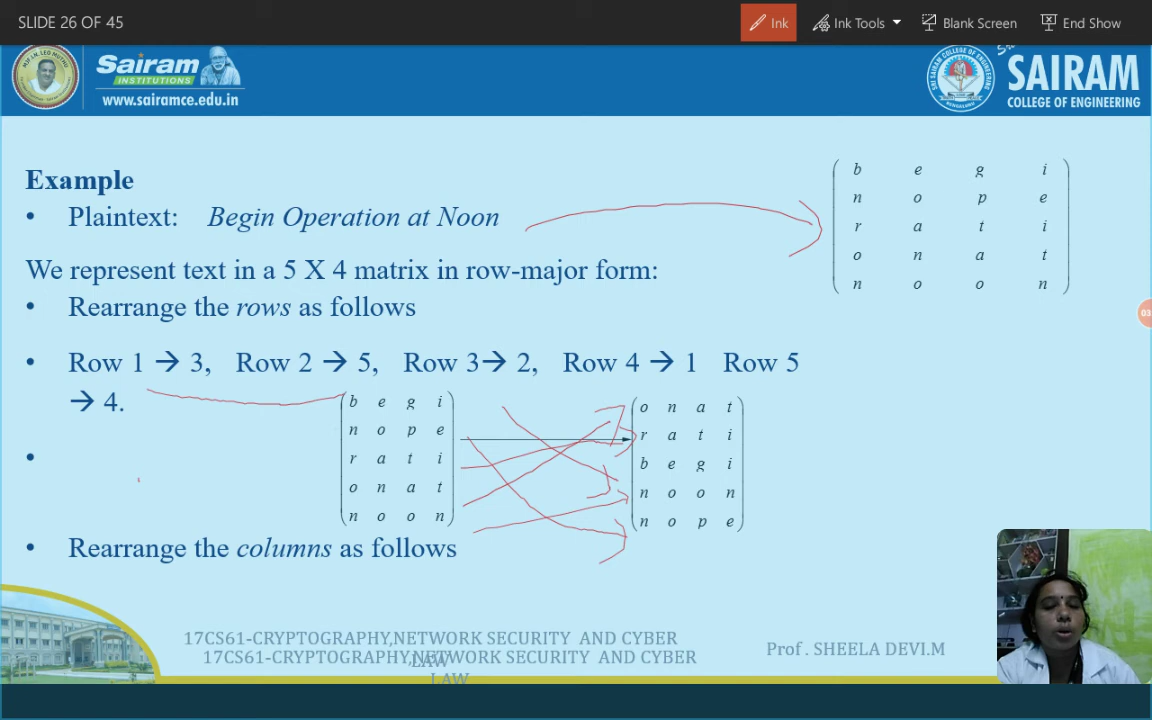 SLIDE 26 OF 45
Ink Ink Tools Blank Screen End Show
Sairam
INSTITUTIONS
www.sairamce.edu.in
SAIRAM
COLLEGE OF ENGINEERING
Example
• Plaintext: Begin Operation at Noon
b e g i
n o p e
r a t i
o n a t
n o o n
We represent text in a 5 X 4 matrix in row-major form:
• Rearrange the rows as follows
• Row 1 → 3, Row 2 → 5, Row 3→ 2, Row 4 → 1 Row 5
→ 4.
b e g i
n o p e
r a t i
o n a t
n o o n
o n a t
r a t i
b e g i
n o o n
n o p e
•
• Rearrange the columns as follows
17CS61-CRYPTOGRAPHY,NETWORK SECURITY AND CYBER
LAW
17CS61-CRYPTOGRAPHY,NETWORK SECURITY AND CYBER
LAW
Prof . SHEELA DEVI.M
03